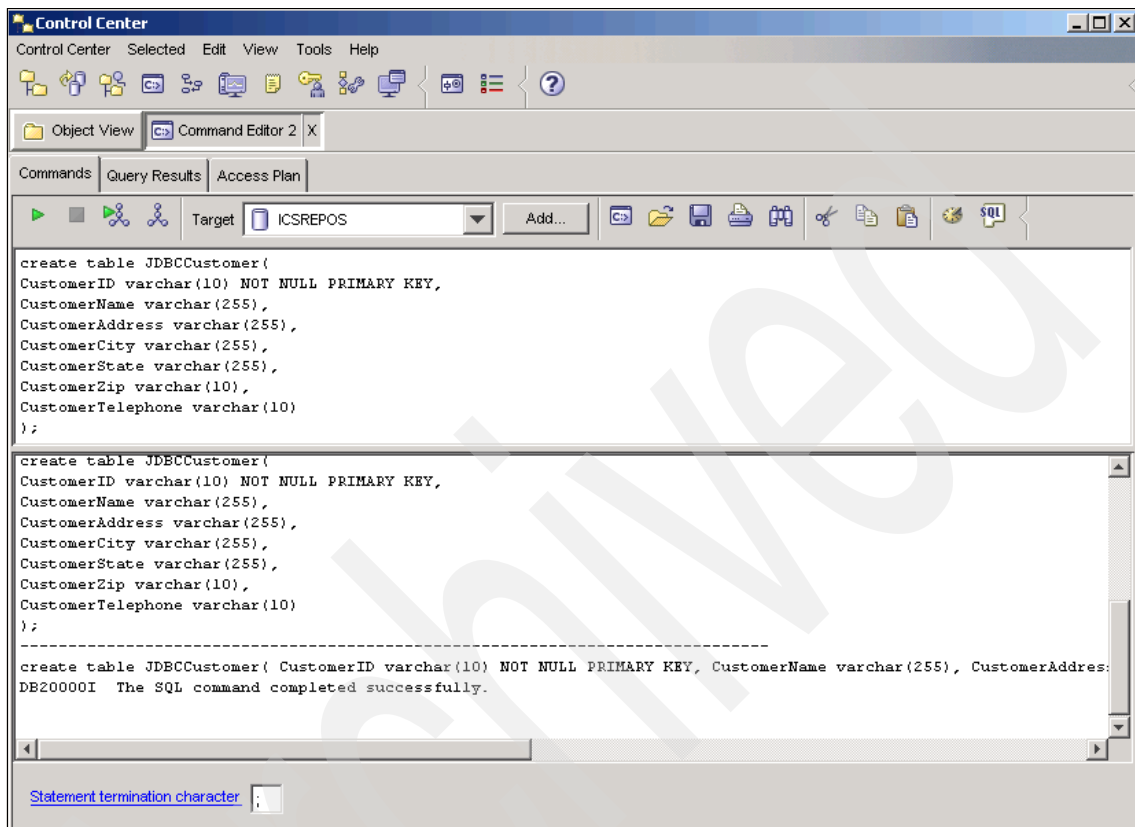 Control Center
Control Center Selected Edit View Tools Help
Object View Command Editor 2 X
Commands Query Results Access Plan
Target ICSREPOS Add... SQL
create table JDBCCustomer(
CustomerID varchar(10) NOT NULL PRIMARY KEY,
CustomerName varchar(255),
CustomerAddress varchar(255),
CustomerCity varchar(255),
CustomerState varchar(255),
CustomerZip varchar(10),
CustomerTelephone varchar(10)
);
create table JDBCCustomer(
CustomerID varchar(10) NOT NULL PRIMARY KEY,
CustomerName varchar(255),
CustomerAddress varchar(255),
CustomerCity varchar(255),
CustomerState varchar(255),
CustomerZip varchar(10),
CustomerTelephone varchar(10)
);
------------------------------------------------------------------------------
create table JDBCCustomer( CustomerID varchar(10) NOT NULL PRIMARY KEY, CustomerName varchar(255), CustomerAddres
DB20000I The SQL command completed successfully.
Statement termination character ;